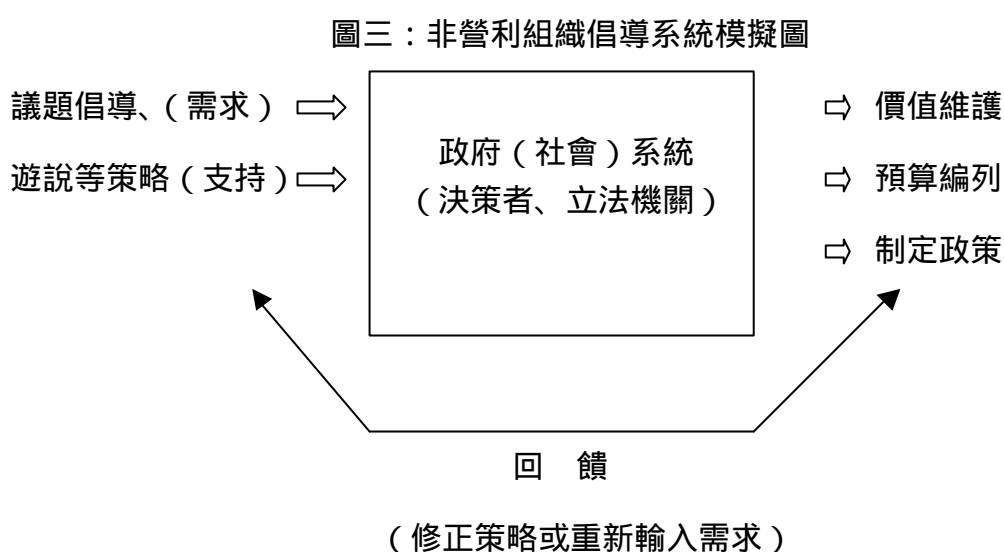 圖三：非營利組織倡導系統模擬圖
議題倡導、（需求）
遊說等策略（支持）
政府（社會）系統
（決策者、立法機關）
價值維護
預算編列
制定政策
回　饋
（修正策略或重新輸入需求）